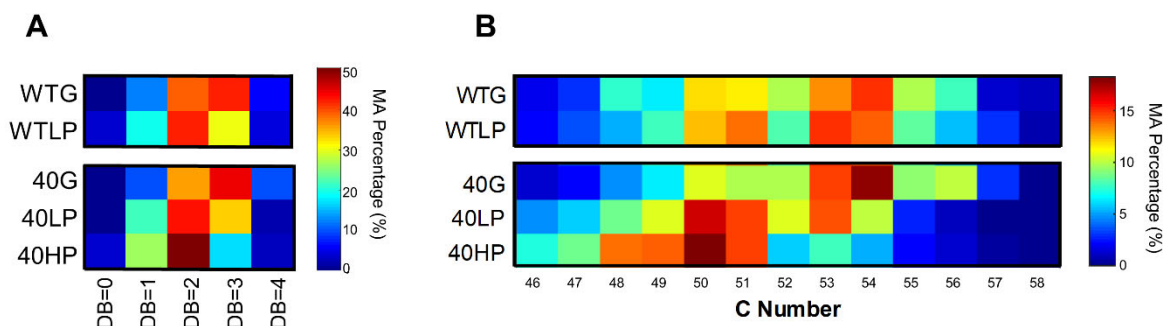 A
WTG
WTLP
40G
40LP
40HP
DB=0
DB=1
DB=2
DB=3
DB=4
50
40
30
20
10
0
MA Percentage (%)
B
WTG
WTLP
40G
40LP
40HP
46 47 48 49 50 51 52 53 54 55 56 57 58
C Number
15
10
5
0
MA Percentage (%)